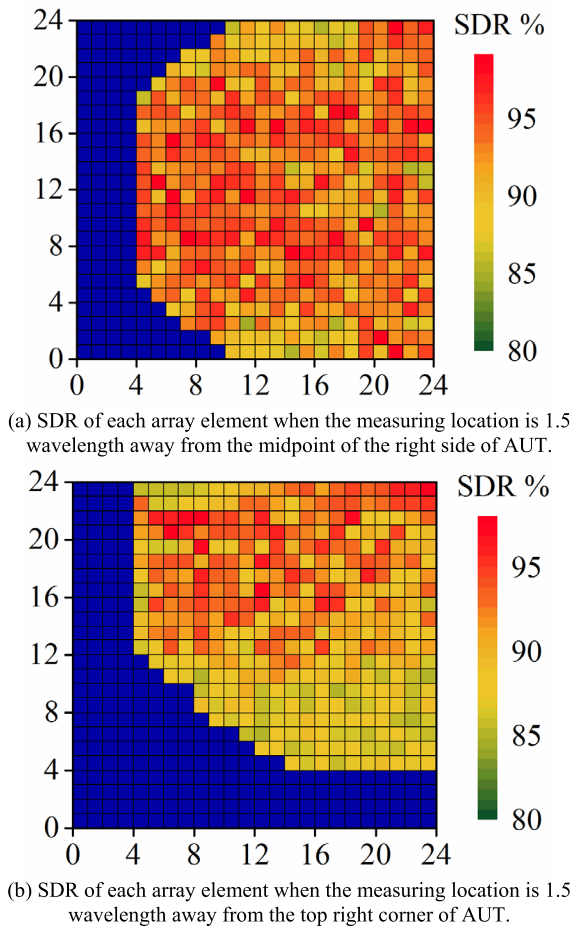 SDR %
24
20
16
12
8
4
0
95
90
85
80
0 4 8 12 16 20 24
(a) SDR of each array element when the measuring location is 1.5
wavelength away from the midpoint of the right side of AUT.
SDR %
24
20
16
12
8
4
0
95
90
85
80
0 4 8 12 16 20 24
(b) SDR of each array element when the measuring location is 1.5
wavelength away from the top right corner of AUT.